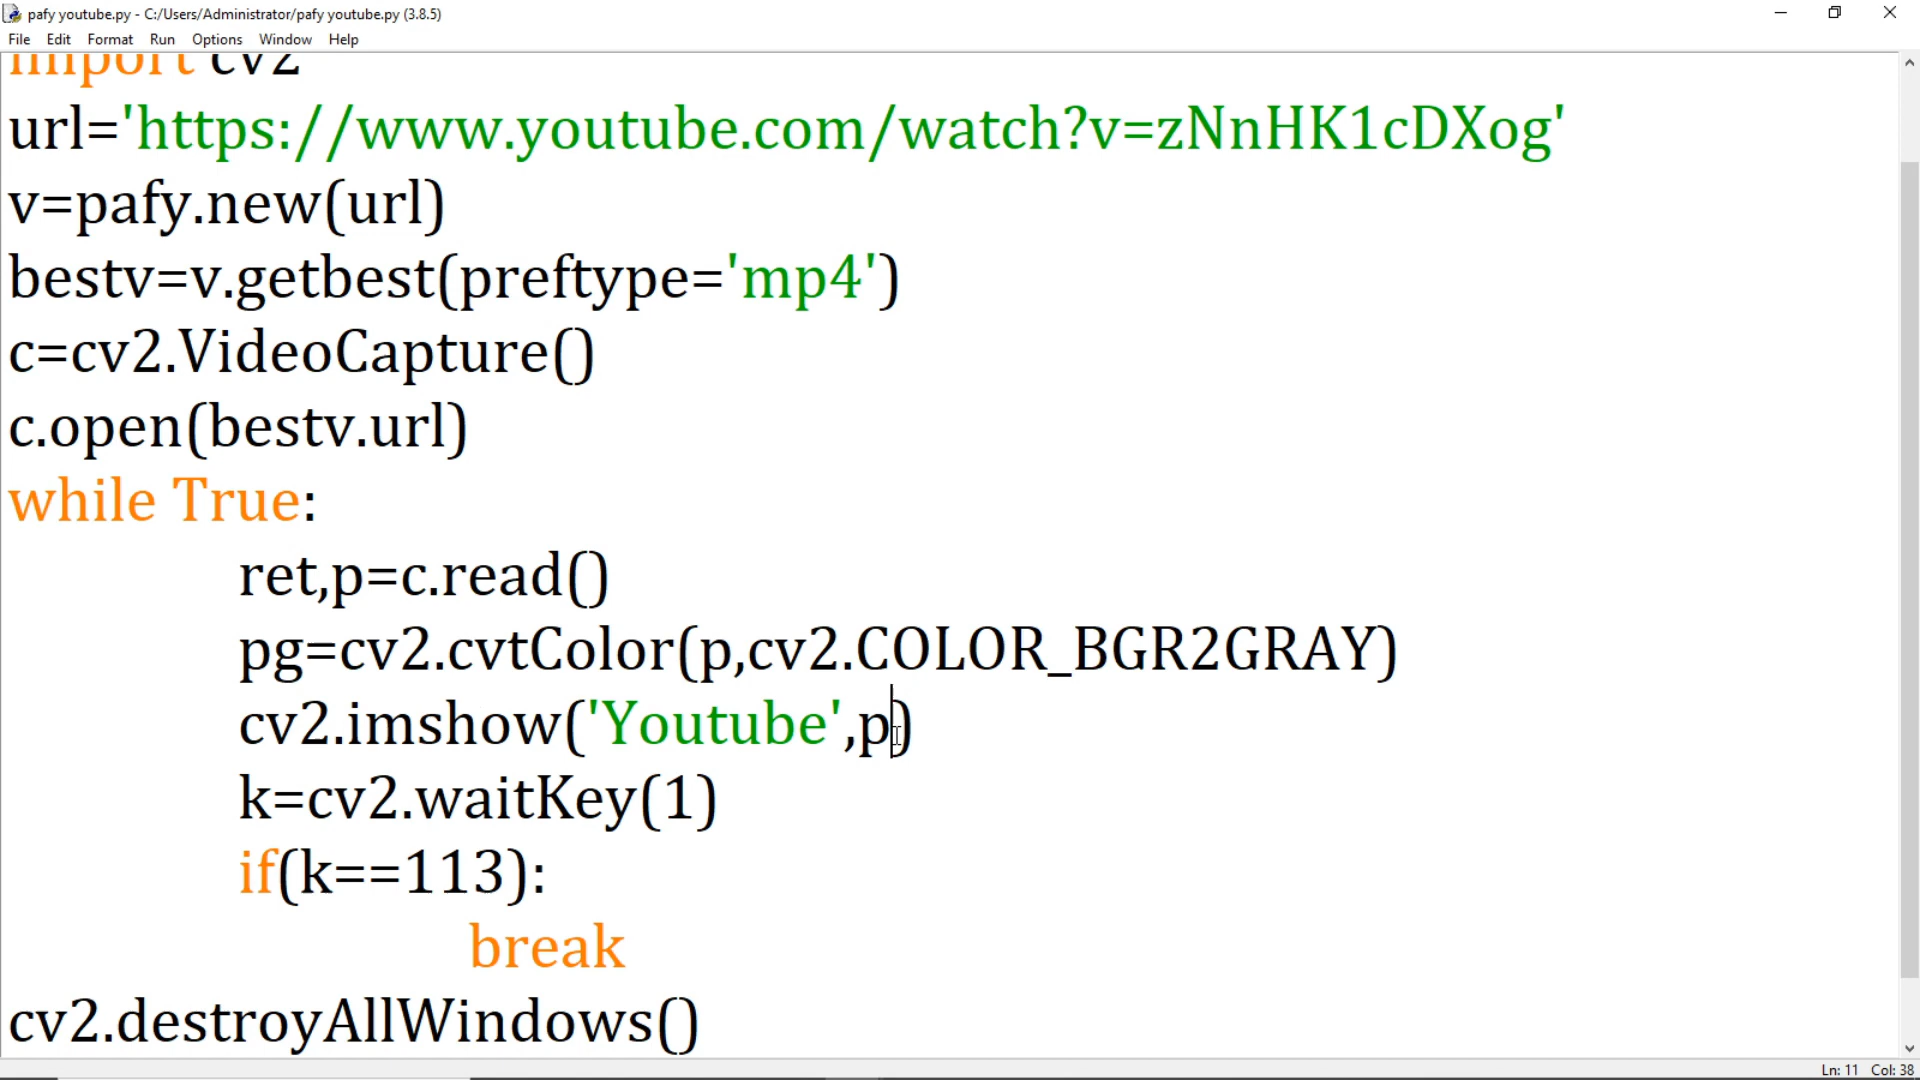 pafy youtube.py - C:/Users/Administrator/pafy youtube.py (3.8.5)
File Edit Format Run Options Window Help
import cv2
url='https://www.youtube.com/watch?v=zNnHK1cDXog'
v=pafy.new(url)
bestv=v.getbest(preftype='mp4')
c=cv2.VideoCapture()
c.open(bestv.url)
while True:
ret,p=c.read()
pg=cv2.cvtColor(p,cv2.COLOR_BGR2GRAY)
cv2.imshow('Youtube',p)
k=cv2.waitKey(1)
if(k==113):
break
cv2.destroyAllWindows()
Ln: 11 Col: 38